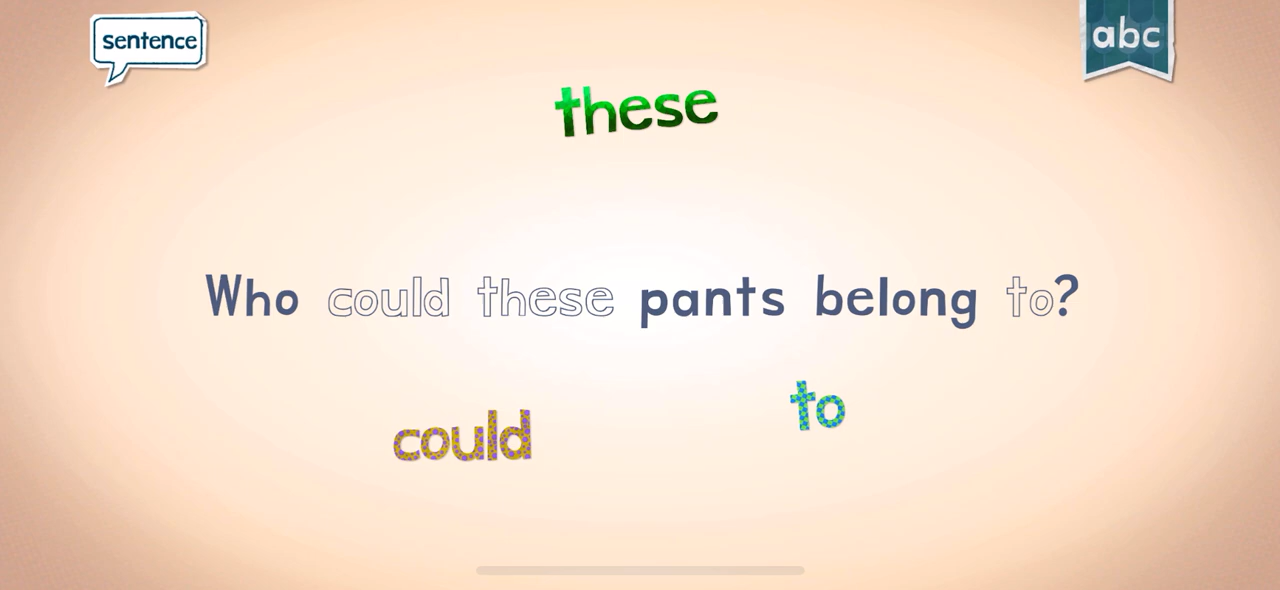 sentence
abc
these
Who could these pants belong to?
could
to